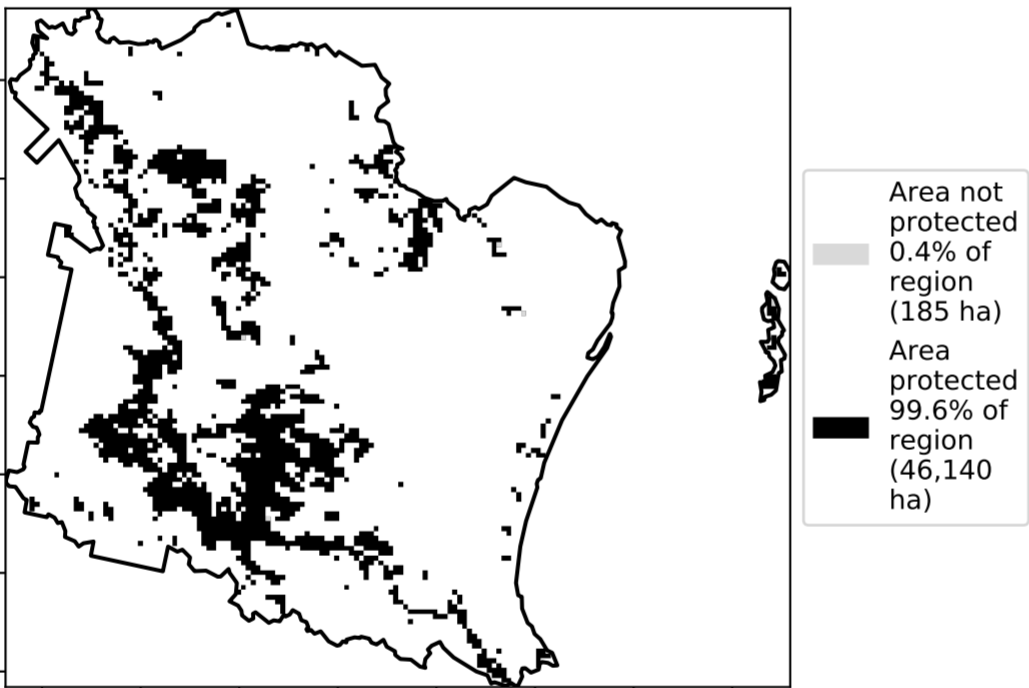 Area not
protected
0.4% of
region
(185 ha)
Area
protected
99.6% of
region
(46,140
ha)